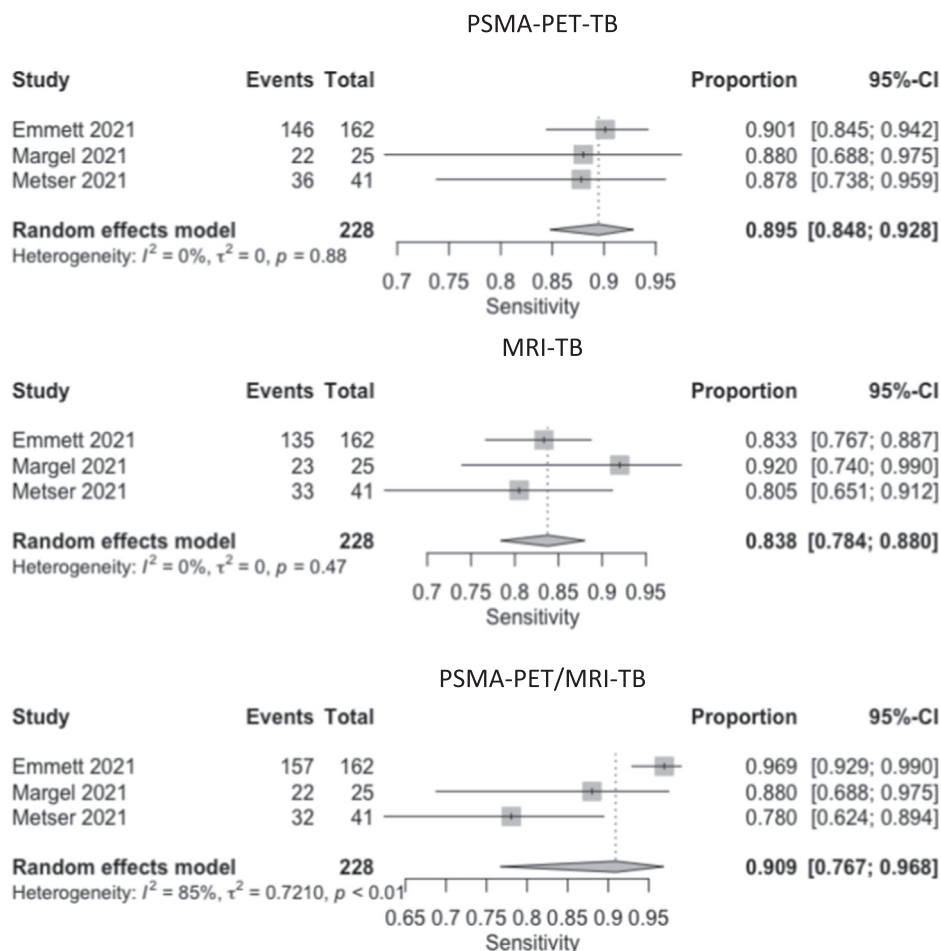 PSMA-PET-TB
Study Events Total Proportion 95%-CI
Emmett 2021 146 162 0.901 [0.845; 0.942]
Margel 2021 22 25 0.880 [0.688; 0.975]
Metser 2021 36 41 0.878 [0.738; 0.959]
Random effects model 228 0.895 [0.848; 0.928]
Heterogeneity: I² = 0%, τ² = 0, p = 0.88
0.7 0.75 0.8 0.85 0.9 0.95
Sensitivity
MRI-TB
Study Events Total Proportion 95%-CI
Emmett 2021 135 162 0.833 [0.767; 0.887]
Margel 2021 23 25 0.920 [0.740; 0.990]
Metser 2021 33 41 0.805 [0.651; 0.912]
Random effects model 228 0.838 [0.784; 0.880]
Heterogeneity: I² = 0%, τ² = 0, p = 0.47
0.7 0.75 0.8 0.85 0.9 0.95
Sensitivity
PSMA-PET/MRI-TB
Study Events Total Proportion 95%-CI
Emmett 2021 157 162 0.969 [0.929; 0.990]
Margel 2021 22 25 0.880 [0.688; 0.975]
Metser 2021 32 41 0.780 [0.624; 0.894]
Random effects model 228 0.909 [0.767; 0.968]
Heterogeneity: I² = 85%, τ² = 0.7210, p < 0.01
0.65 0.7 0.75 0.8 0.85 0.9 0.95
Sensitivity